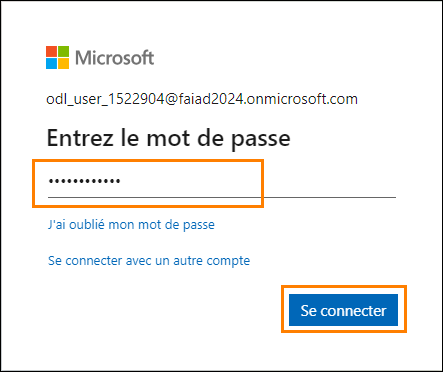 Microsoft
odl_user_1522904@faiad2024.onmicrosoft.com
Entrez le mot de passe
••••••••••••
J'ai oublié mon mot de passe
Se connecter avec un autre compte
Se connecter